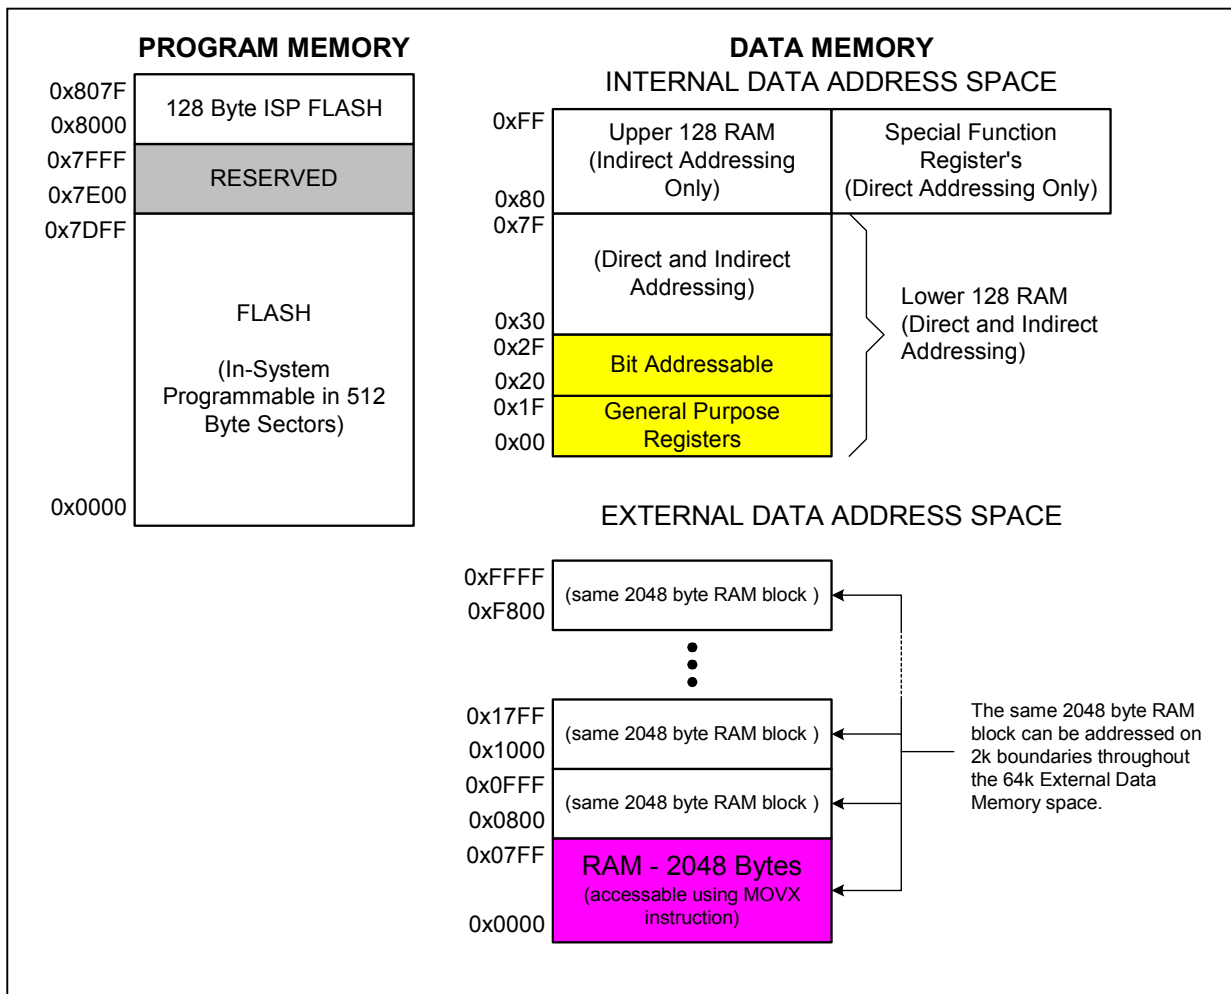 PROGRAM MEMORY
0x807F
0x8000
128 Byte ISP FLASH
0x7FFF
0x7E00
RESERVED
0x7DFF
FLASH
(In-System
Programmable in 512
Byte Sectors)
0x0000
DATA MEMORY
INTERNAL DATA ADDRESS SPACE
0xFF
Upper 128 RAM
(Indirect Addressing
Only)
0x80
Special Function
Register's
(Direct Addressing Only)
0x7F
(Direct and Indirect
Addressing)
0x30
Lower 128 RAM
(Direct and Indirect
Addressing)
0x2F
Bit Addressable
0x20
0x1F
General Purpose
Registers
0x00
EXTERNAL DATA ADDRESS SPACE
0xFFFF
(same 2048 byte RAM block )
0xF800
0x17FF
(same 2048 byte RAM block )
0x1000
0x0FFF
(same 2048 byte RAM block )
0x0800
0x07FF
RAM - 2048 Bytes
(accessable using MOVX
instruction)
0x0000
The same 2048 byte RAM
block can be addressed on
2k boundaries throughout
the 64k External Data
Memory space.